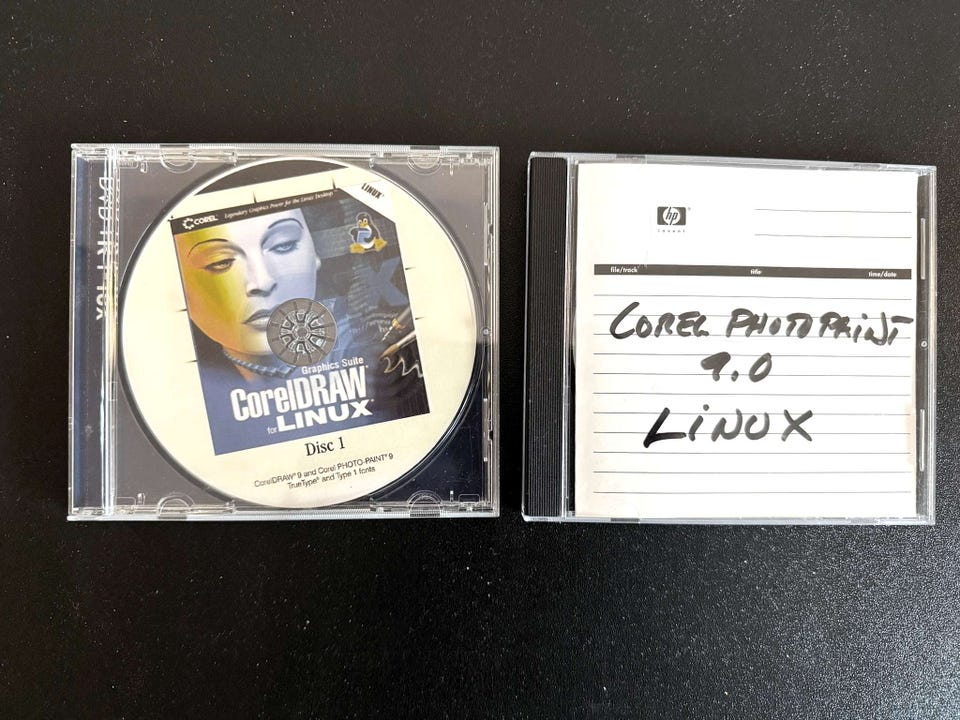 COREL
Legendary Graphics Power for the Linux Desktop
LINUX
Graphics Suite
CorelDRAW®
for LINUX®
Disc 1
CorelDRAW® 9 and Corel PHOTO-PAINT® 9
TrueType® and Type 1 fonts
hp
invent
file/track title time/date
COREL PHOTOPAINT
9.0
LINUX